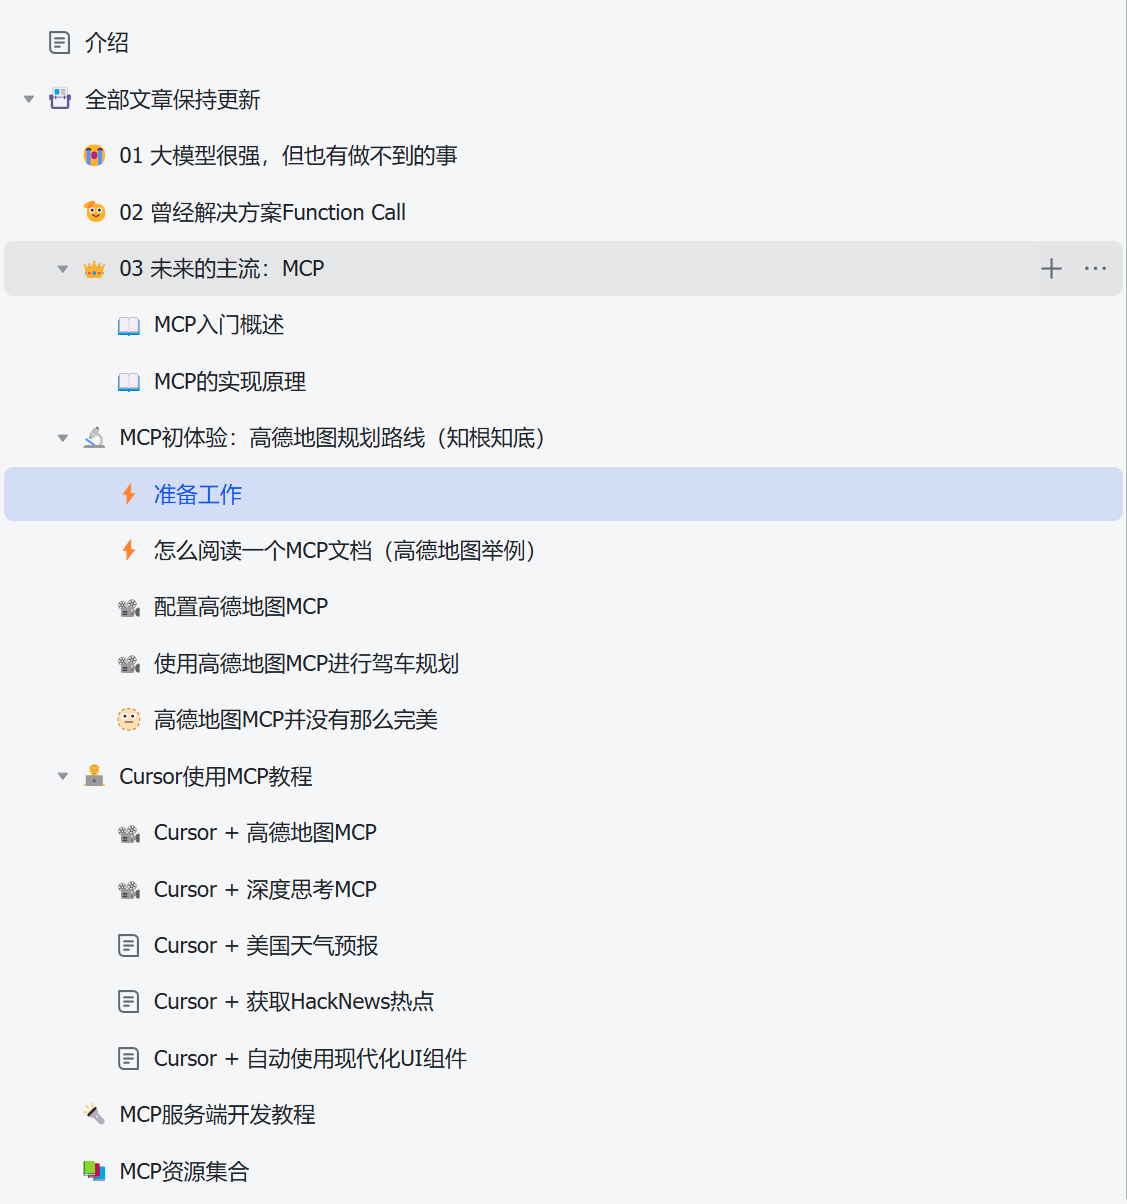 介绍
全部文章保持更新
01 大模型很强，但也有做不到的事
02 曾经解决方案Function Call
03 未来的主流：MCP
MCP入门概述
MCP的实现原理
MCP初体验：高德地图规划路线（知根知底）
准备工作
怎么阅读一个MCP文档（高德地图举例）
配置高德地图MCP
使用高德地图MCP进行驾车规划
高德地图MCP并没有那么完美
Cursor使用MCP教程
Cursor + 高德地图MCP
Cursor + 深度思考MCP
Cursor + 美国天气预报
Cursor + 获取HackNews热点
Cursor + 自动使用现代化UI组件
MCP服务端开发教程
MCP资源集合